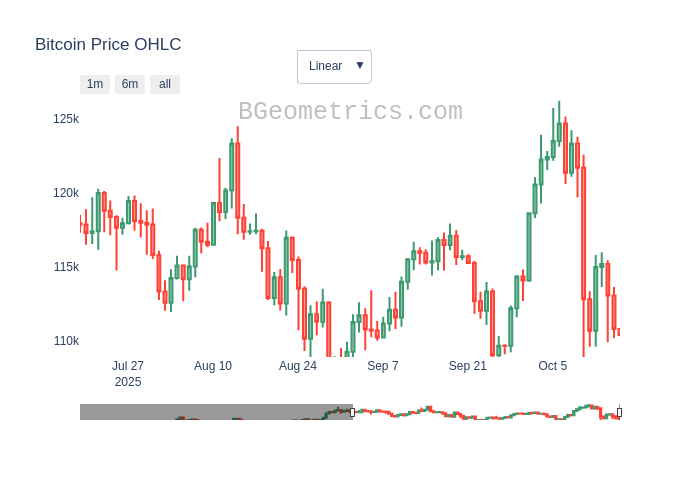 Bitcoin Price OHLC
Linear ▼
1m 6m all
BGeometrics.com
125k
120k
115k
110k
Jul 27 Aug 10 Aug 24 Sep 7 Sep 21 Oct 5
2025